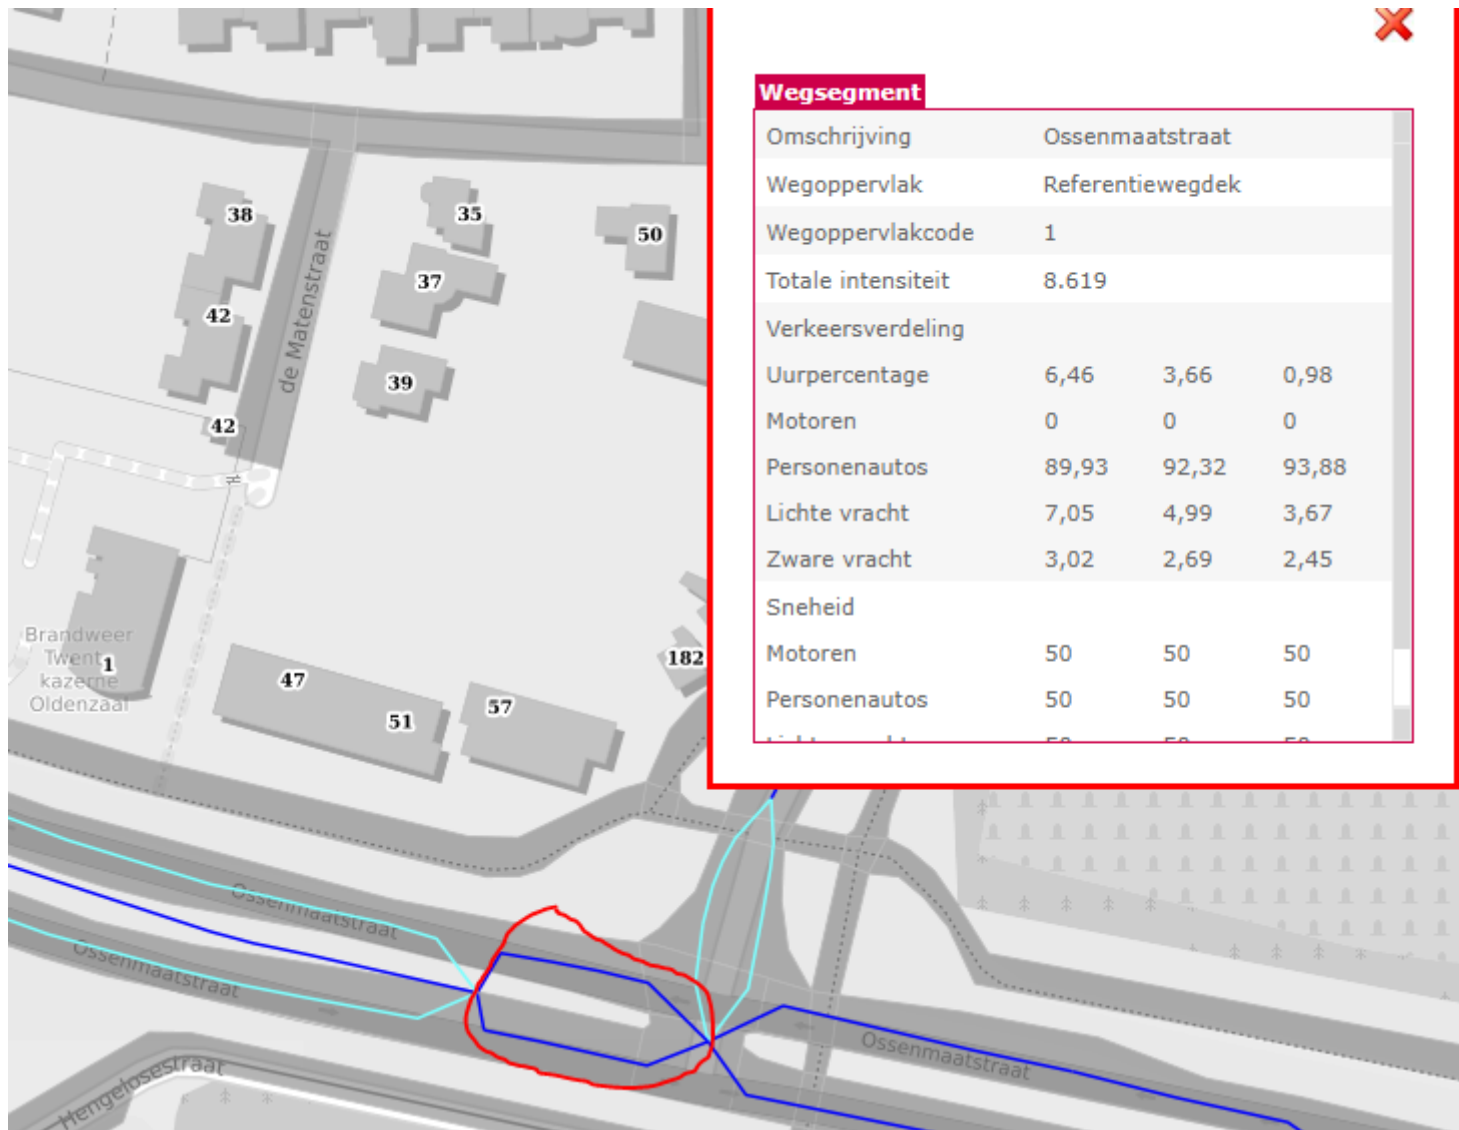 Wegsegment
Omschrijving Ossenmaatstraat
Wegoppervlak Referentiewegdek
Wegoppervlakcode 1
Totale intensiteit 8.619
Verkeersverdeling
Uurpercentage 6,46 3,66 0,98
Motoren 0 0 0
Personenautos 89,93 92,32 93,88
Lichte vracht 7,05 4,99 3,67
Zware vracht 3,02 2,69 2,45
Sneheid
Motoren 50 50 50
Personenautos 50 50 50
38
35
50
de Matenstraat
37
42
39
42
Brandweer
Twente
kazerne
Oldenzaal
1
47
51
57
182
Ossenmaatstraat
Ossenmaatstraat
Ossenmaatstraat
Hengelosestraat